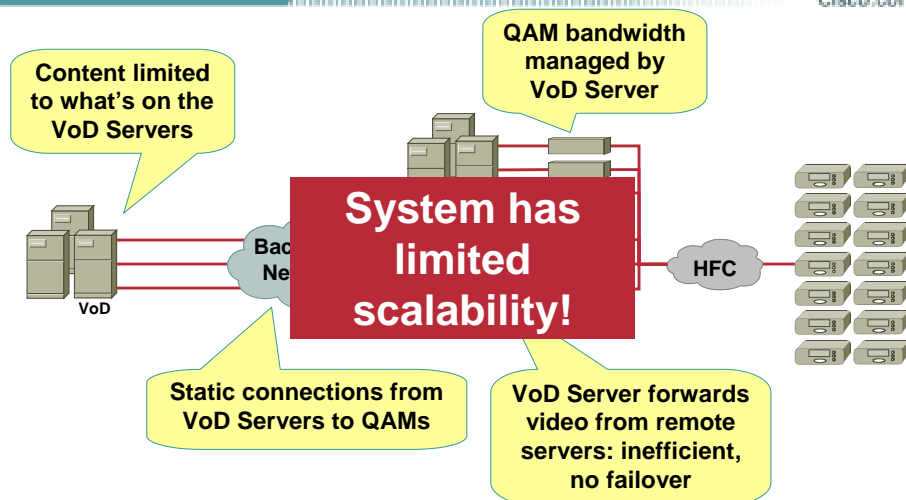 QAM bandwidth
managed by
VoD Server
Content limited
to what's on the
VoD Servers
System has
limited
scalability!
HFC
VoD
Static connections from
VoD Servers to QAMs
VoD Server forwards
video from remote
servers: inefficient,
no failover